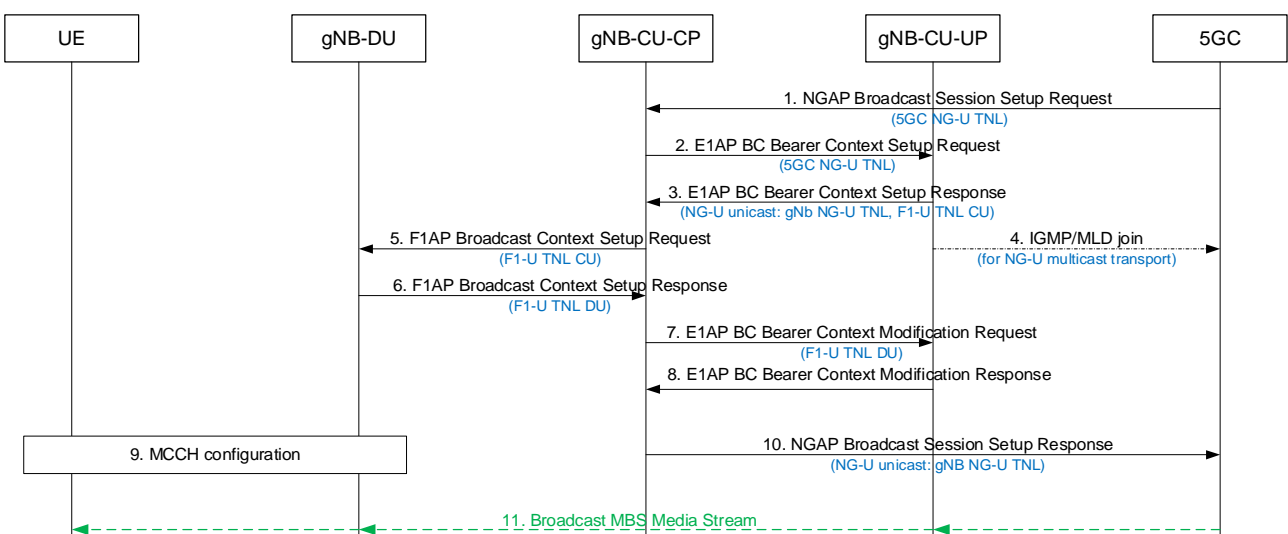 UE
gNB-DU
gNB-CU-CP
gNB-CU-UP
5GC
1. NGAP Broadcast Session Setup Request
(5GC NG-U TNL)
2. E1AP BC Bearer Context Setup Request
(5GC NG-U TNL)
3. E1AP BC Bearer Context Setup Response
(NG-U unicast: gNb NG-U TNL, F1-U TNL CU)
5. F1AP Broadcast Context Setup Request
(F1-U TNL CU)
4. IGMP/MLD join
(for NG-U multicast transport)
6. F1AP Broadcast Context Setup Response
(F1-U TNL DU)
7. E1AP BC Bearer Context Modification Request
(F1-U TNL DU)
8. E1AP BC Bearer Context Modification Response
9. MCCH configuration
10. NGAP Broadcast Session Setup Response
(NG-U unicast: gNB NG-U TNL)
11. Broadcast MBS Media Stream